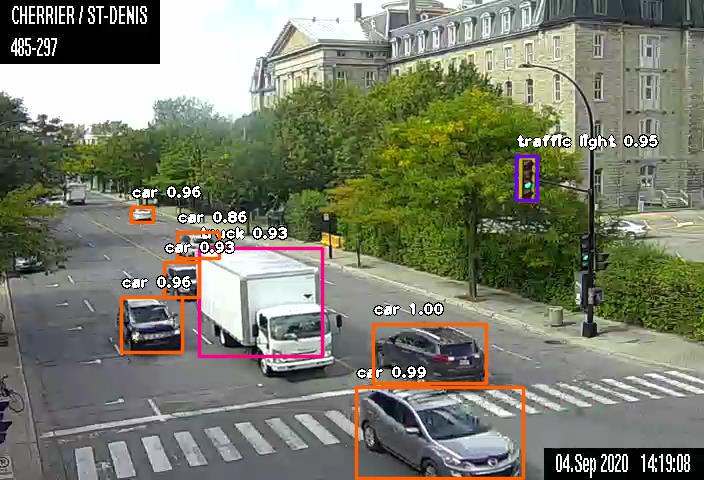 CHERRIER / ST-DENIS
485-297
traffic light 0.95
car 0.96
car 0.86
truck 0.93
car 0.93
car 0.96
car 1.00
car 0.99
04.Sep 2020 14:19:08